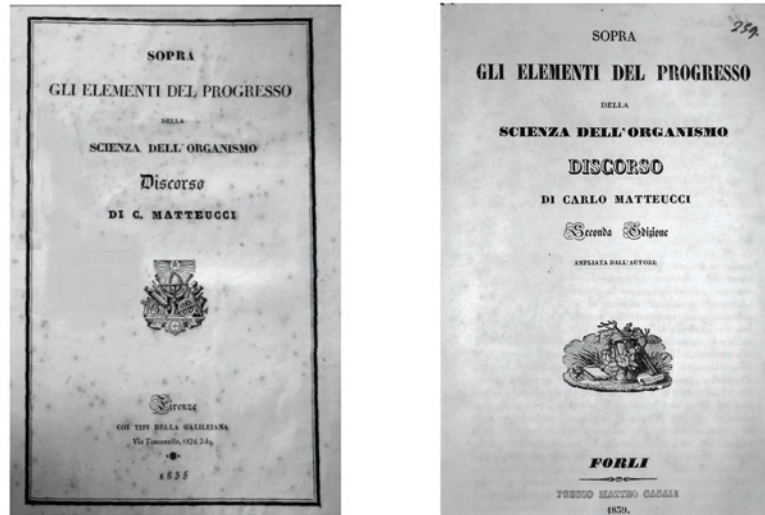 SOPRA
GLI ELEMENTI DEL PROGRESSO
DELLA
SCIENZA DELL'ORGANISMO
Discorso
DI C. MATTEUCCI
Firenze
COI TIPI DELLA GALILEIANA
1835
239.
SOPRA
GLI ELEMENTI DEL PROGRESSO
DELLA
SCIENZA DELL'ORGANISMO
DISCORSO
DI CARLO MATTEUCCI
Seconda Edizione
AMPLIATA DALL'AUTORE
FORLI
PRESSO MATTEO CASALI
1839.